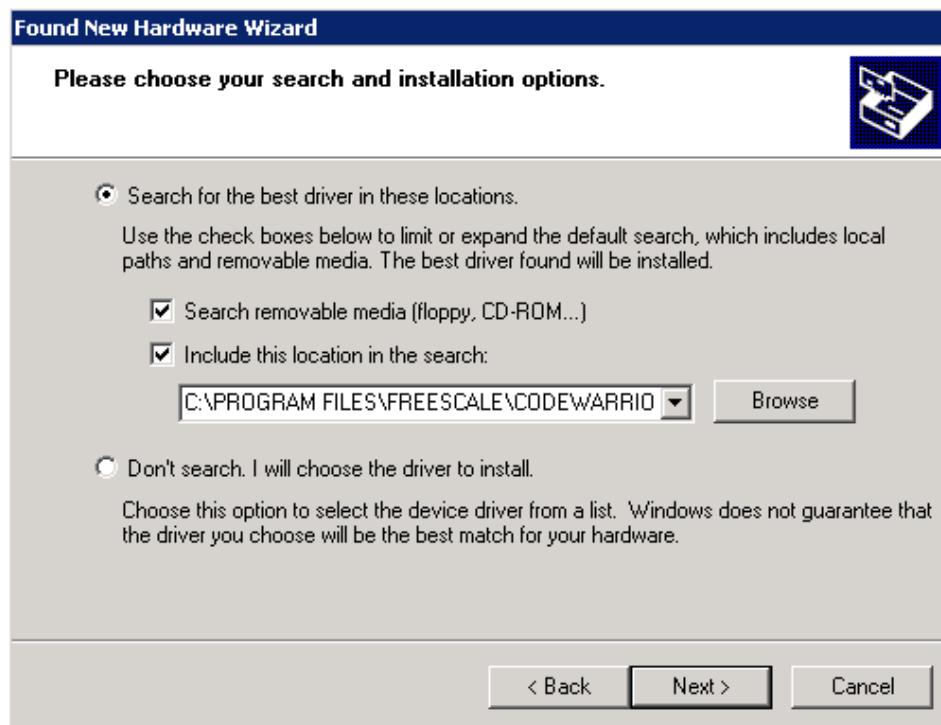 Found New Hardware Wizard
Please choose your search and installation options.
Search for the best driver in these locations.
Use the check boxes below to limit or expand the default search, which includes local
paths and removable media. The best driver found will be installed.
Search removable media (floppy, CD-ROM...)
Include this location in the search:
C:\PROGRAM FILES\FREESCALE\CODEWARRIO
Browse
Don't search. I will choose the driver to install.
Choose this option to select the device driver from a list.  Windows does not guarantee that
the driver you choose will be the best match for your hardware.
< Back Next > Cancel